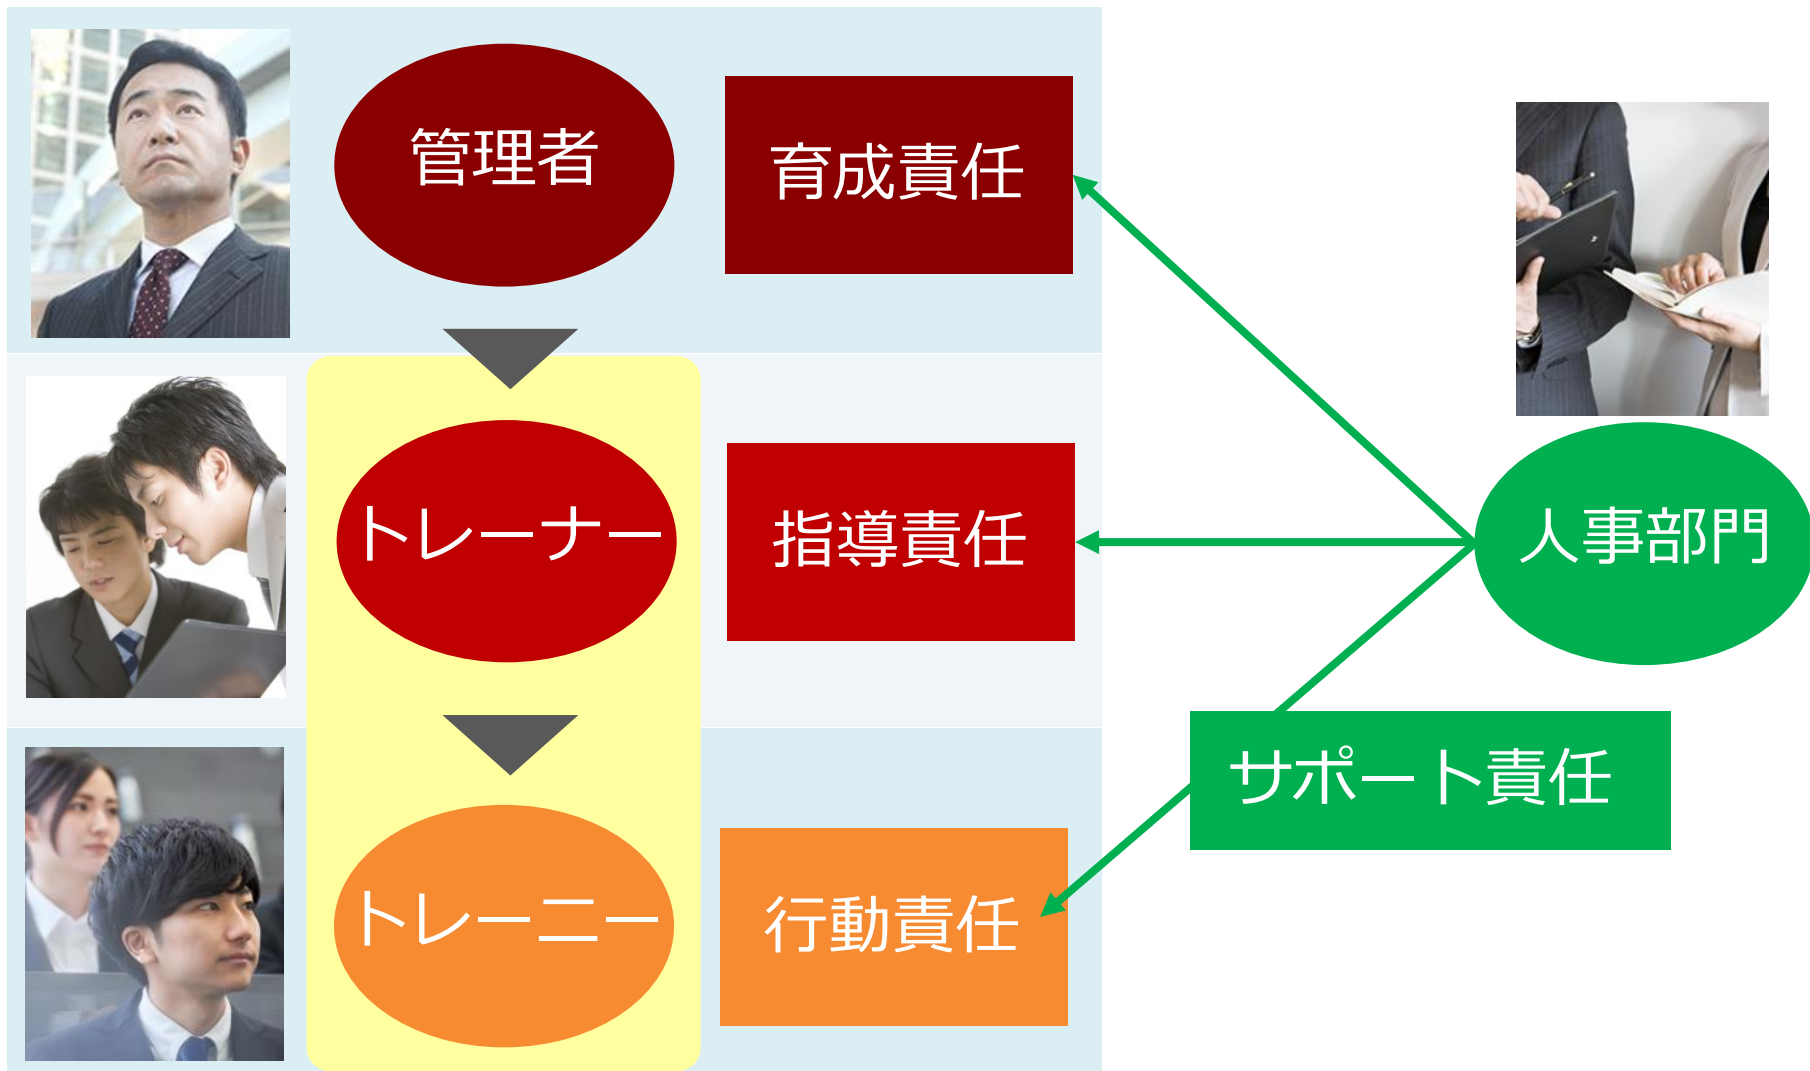 管理者
育成責任
トレーナー
指導責任
人事部門
サポート責任
トレーニー
行動責任